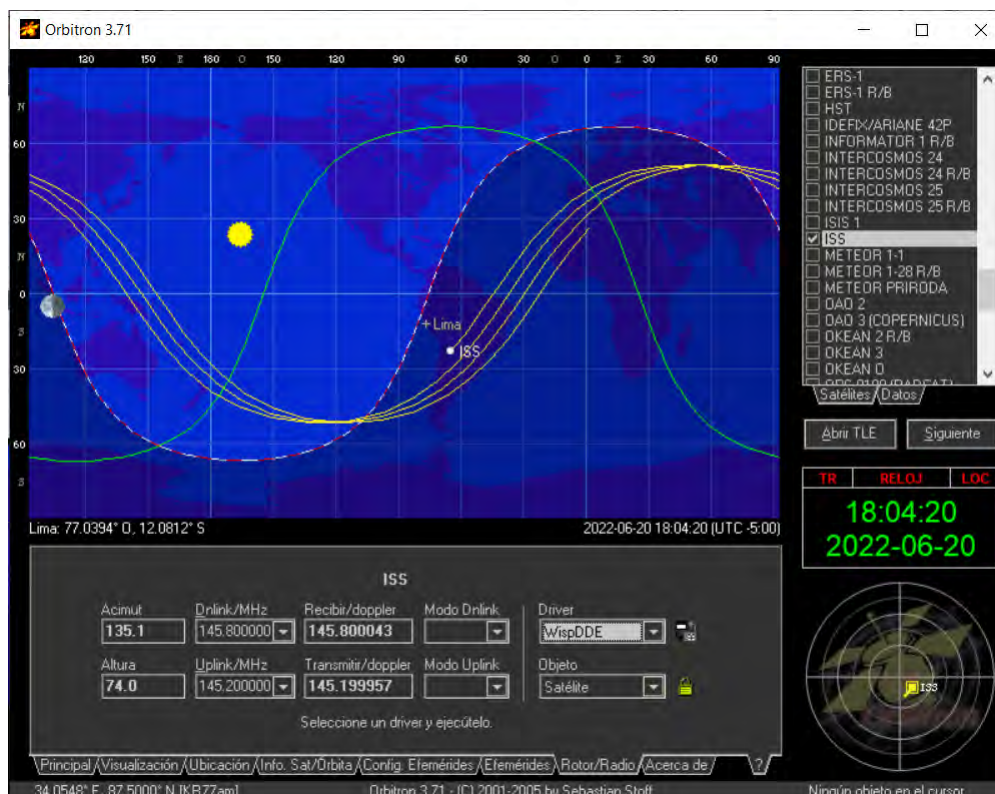 Orbitron 3.71
120 150 E 180 O 150 120 90 60 30 O 0 E 30 60 90
N
60
30
N
0
S
30
60
S
+Lima
ISS
Lima: 77.0394° O, 12.0812° S
2022-06-20 18:04:20 (UTC -5:00)
ERS-1
ERS-1 R/B
HST
IDEFIX/ARIANE 42P
INFORMATOR 1 R/B
INTERCOSMOS 24
INTERCOSMOS 24 R/B
INTERCOSMOS 25
INTERCOSMOS 25 R/B
ISIS 1
ISS
METEOR 1-1
METEOR 1-28 R/B
METEOR PRIRODA
OAO 2
OAO 3 (COPERNICUS)
OKEAN 2 R/B
OKEAN 3
OKEAN O
Satélites Datos
Abrir TLE Siguiente
TR RELOJ LOC
18:04:20
2022-06-20
ISS
ISS
Acimut Dnlink/MHz Recibir/doppler Modo Dnlink Driver
135.1 145.800000 145.800043 WispDDE
Altura Uplink/MHz Transmitir/doppler Modo Uplink Objeto
74.0 145.200000 145.199957 Satélite
Seleccione un driver y ejecútelo.
Principal Visualización Ubicación Info. Sat/Órbita Config. Efemérides Efemérides Rotor/Radio Acerca de ?
34.0548° E, 87.5000° N [KR77am] Orbitron 3.71 - (C) 2001-2005 by Sebastian Stoff Ningún objeto en el cursor